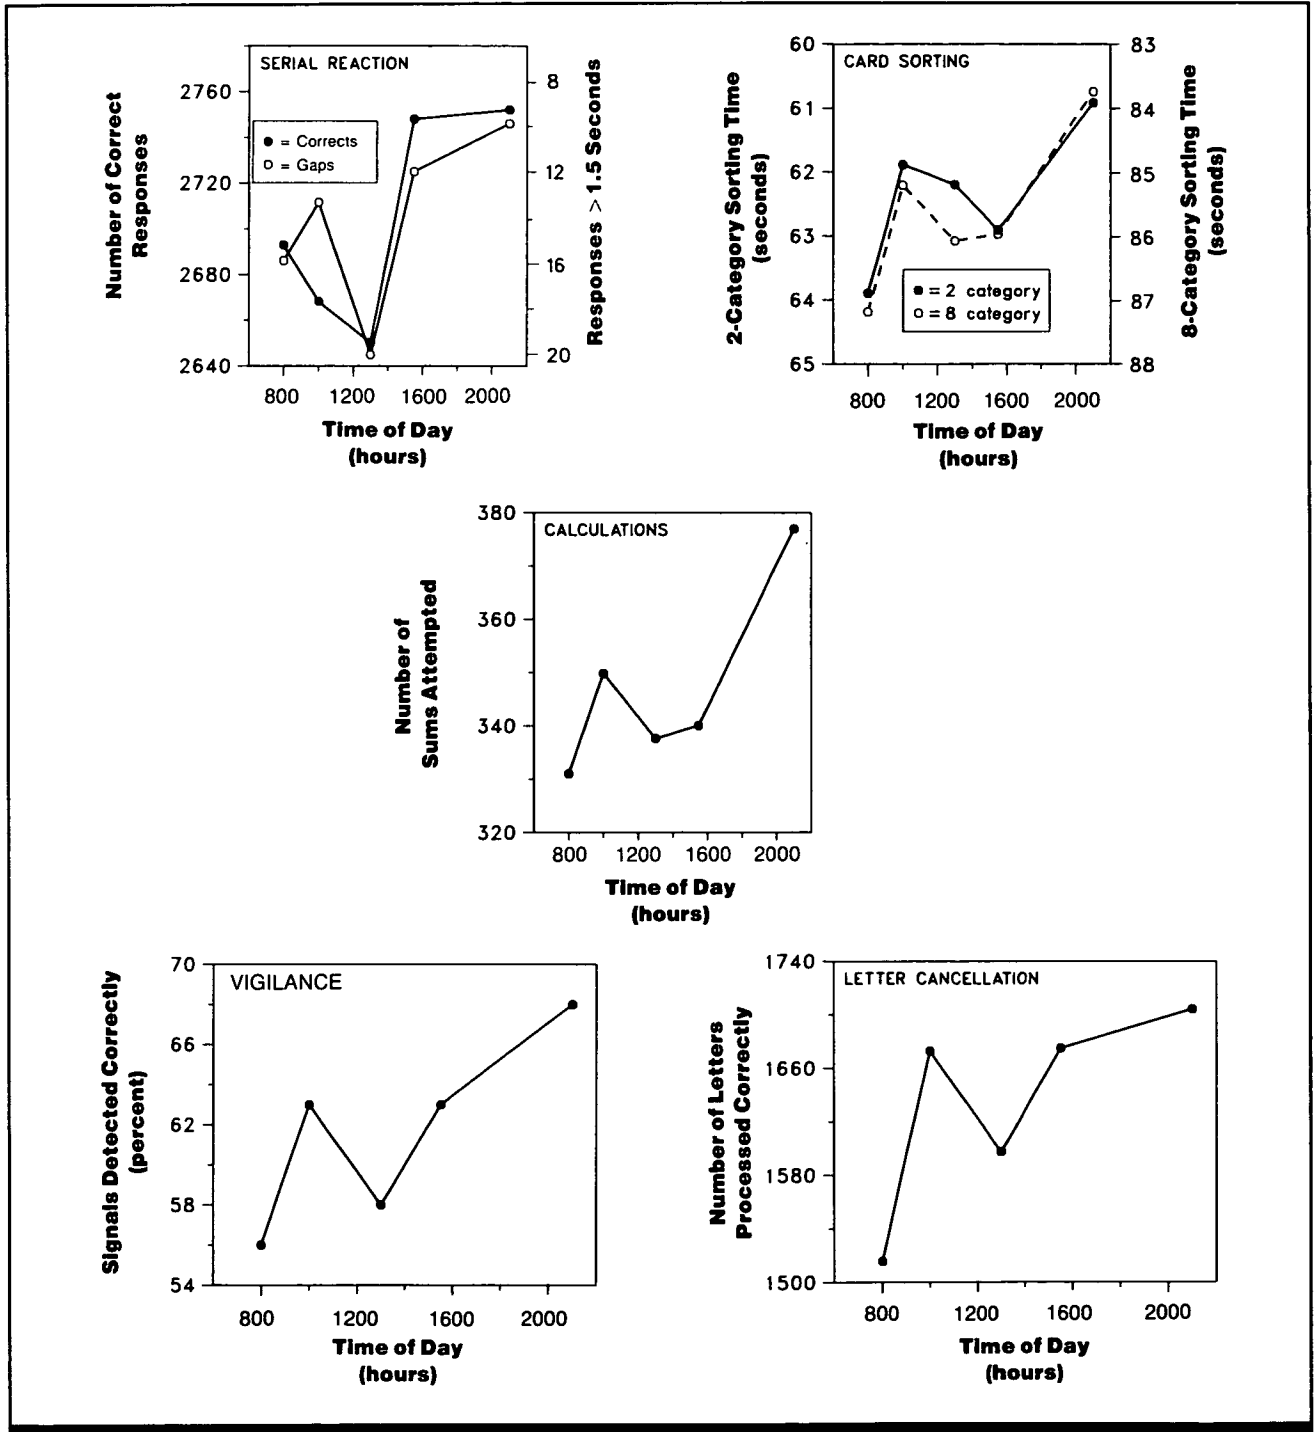 SERIAL REACTION
Number of Correct
Responses
2760
2720
2680
2640
● = Corrects
○ = Gaps
8
12
16
20
Responses > 1.5 Seconds
800 1200 1600 2000
Time of Day
(hours)
CARD SORTING
2-Category Sorting Time
(seconds)
60
61
62
63
64
65
● = 2 category
○ = 8 category
83
84
85
86
87
88
8-Category Sorting Time
(seconds)
800 1200 1600 2000
Time of Day
(hours)
CALCULATIONS
Number of
Sums Attempted
380
360
340
320
800 1200 1600 2000
Time of Day
(hours)
VIGILANCE
Signals Detected Correctly
(percent)
70
66
62
58
54
800 1200 1600 2000
Time of Day
(hours)
LETTER CANCELLATION
Number of Letters
Processed Correctly
1740
1660
1580
1500
800 1200 1600 2000
Time of Day
(hours)